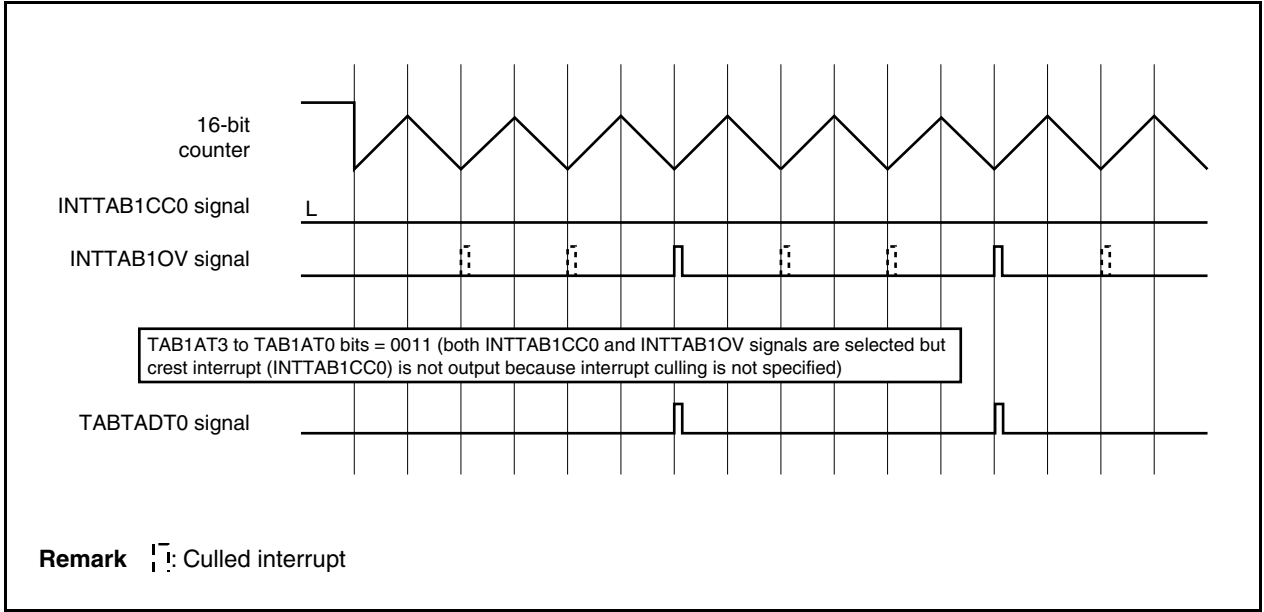 16-bit
counter
INTTAB1CC0 signal
L
INTTAB1OV signal
TAB1AT3 to TAB1AT0 bits = 0011 (both INTTAB1CC0 and INTTAB1OV signals are selected but
crest interrupt (INTTAB1CC0) is not output because interrupt culling is not specified)
TABTADT0 signal
Remark : Culled interrupt